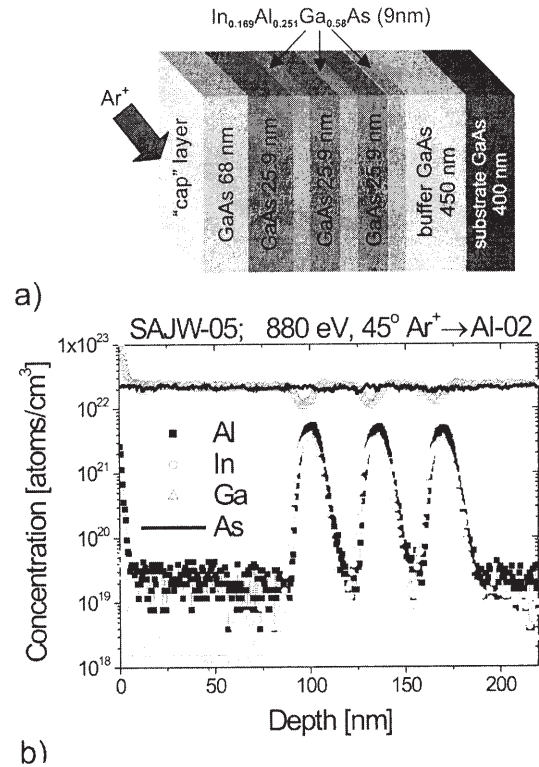 In0.169Al0.251Ga0.58As (9nm)
Ar+
"cap" layer
GaAs 68 nm
GaAs 25.9 nm
GaAs 25.9 nm
GaAs 25.9 nm
buffer GaAs
450 nm
substrate GaAs
400 nm
a)
SAJW-05; 880 eV, 45° Ar+→Al-02
1x10^23
10^22
10^21
10^20
10^19
10^18
Concentration [atoms/cm^3]
Al
In
Ga
As
0
50
100
150
200
Depth [nm]
b)